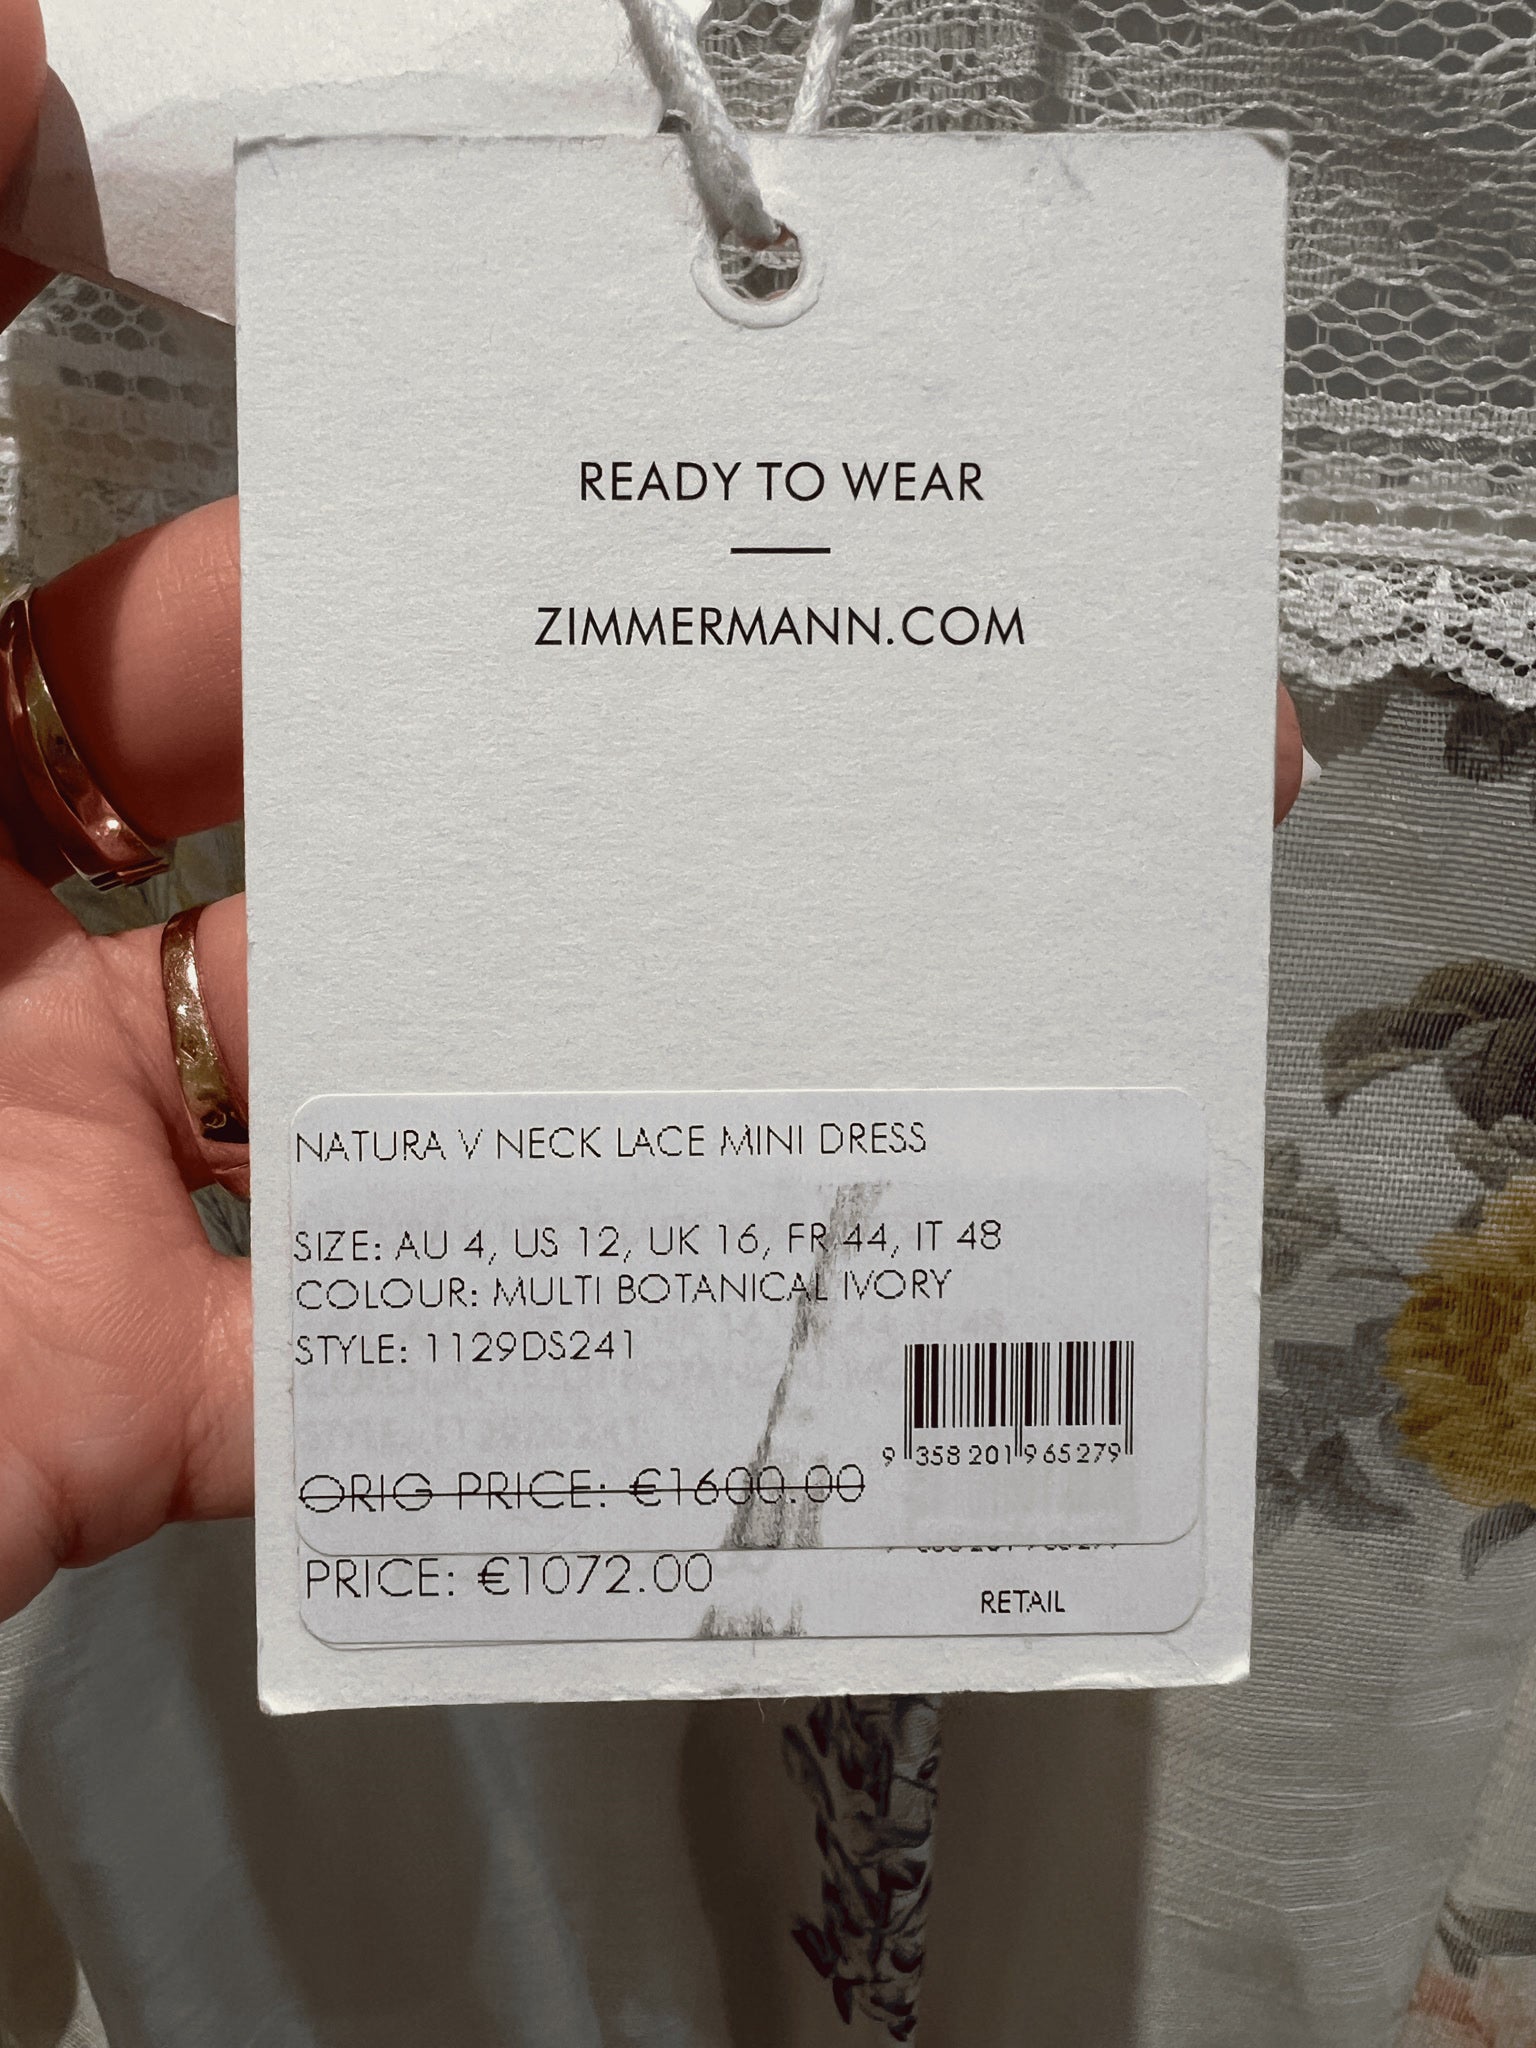 READY TO WEAR
ZIMMERMANN.COM
NATURA V NECK LACE MINI DRESS
SIZE: AU 4, US 12, UK 16, FR 44, IT 48
COLOUR: MULTI BOTANICAL IVORY
STYLE: 1129DS241
9 358201 965279
ORIG PRICE: €1600.00
PRICE: €1072.00
RETAIL